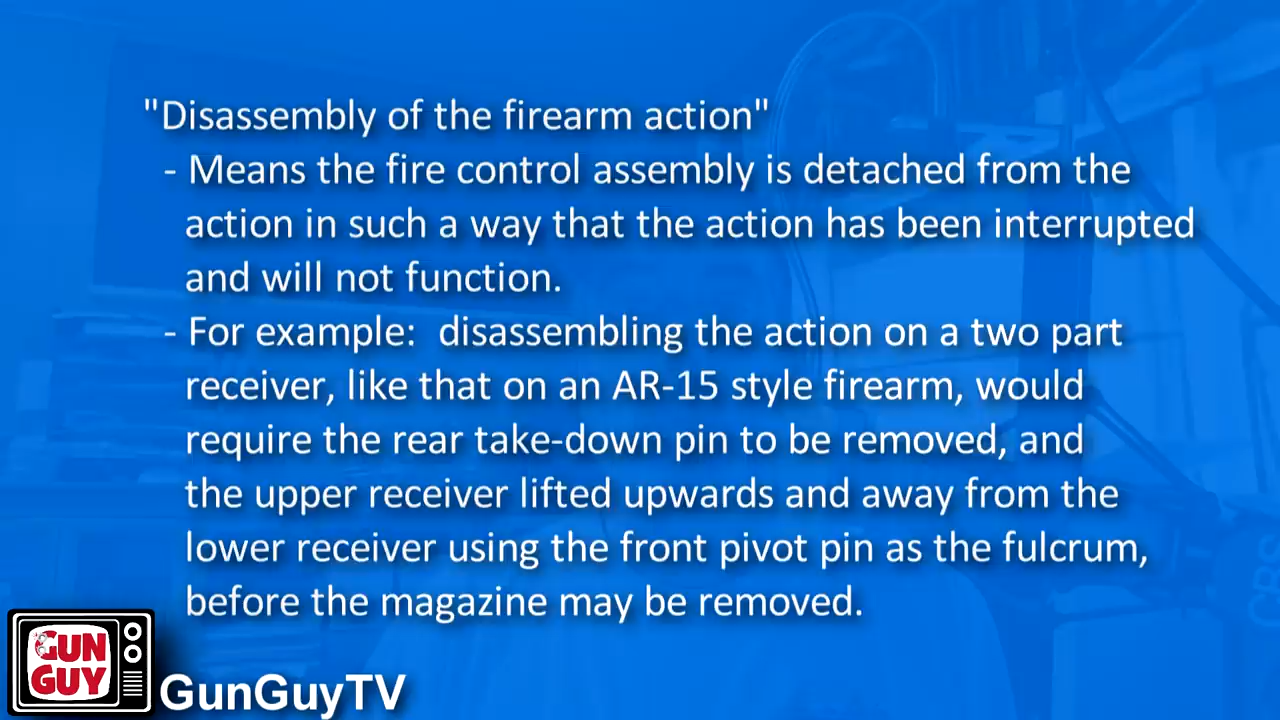 "Disassembly of the firearm action"
- Means the fire control assembly is detached from the
action in such a way that the action has been interrupted
and will not function.
- For example:  disassembling the action on a two part
receiver, like that on an AR-15 style firearm, would
require the rear take-down pin to be removed, and
the upper receiver lifted upwards and away from the
lower receiver using the front pivot pin as the fulcrum,
before the magazine may be removed.
GUN
GUY
GunGuyTV